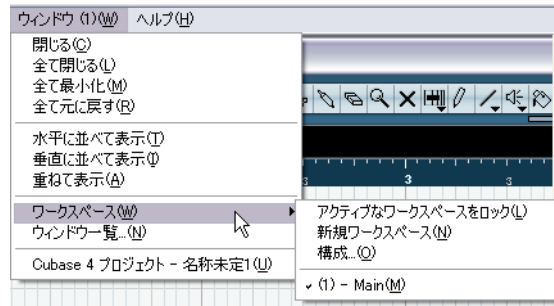 ウィンドウ (1)(W) ヘルプ(H)
閉じる(C)
全て閉じる(L)
全て最小化(M)
全て元に戻す(R)
水平に並べて表示(T)
垂直に並べて表示(I)
重ねて表示(A)
ワークスペース(W)
ウィンドウ一覧...(N)
Cubase 4 プロジェクト - 名称未定1(U)
3
3
3
アクティブなワークスペースをロック(L)
新規ワークスペース(N)
構成...(O)
✓ (1) - Main(M)